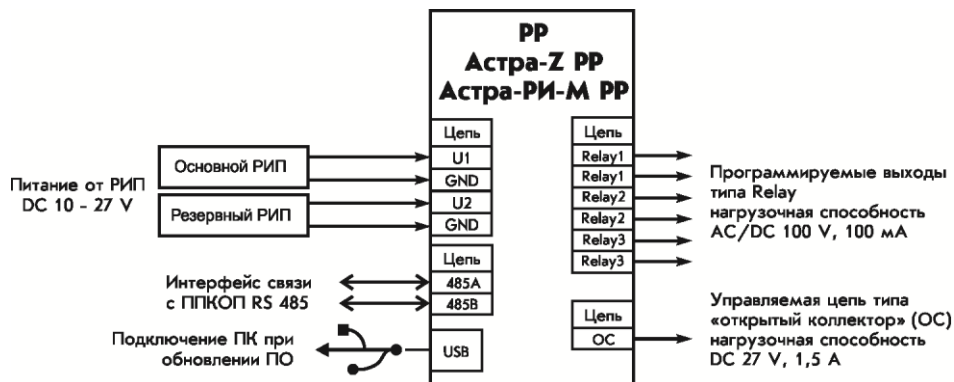 РР
Астра-Z РР
Астра-РИ-М РР
Питание от РИП
DC 10 - 27 V
Основной РИП
Резервный РИП
Цепь
U1
GND
U2
GND
Цепь
485A
485B
USB
Интерфейс связи
с ППКОП RS 485
Подключение ПК при
обновлении ПО
Цепь
Relay1
Relay1
Relay2
Relay2
Relay3
Relay3
Цепь
OC
Программируемые выходы
типа Relay
нагрузочная способность
AC/DC 100 V, 100 мА
Управляемая цепь типа
«открытый коллектор» (ОС)
нагрузочная способность
DC 27 V, 1,5 А